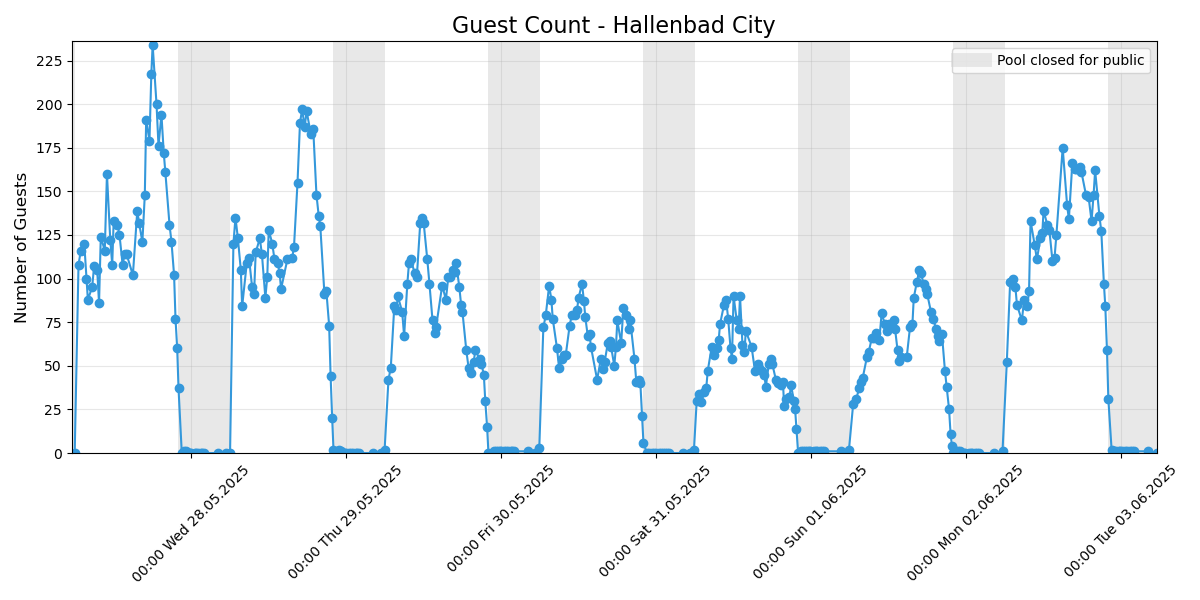 Guest Count - Hallenbad City
Pool closed for public
Number of Guests
225
200
175
150
125
100
75
50
25
0
00:00 Wed 28.05.2025
00:00 Thu 29.05.2025
00:00 Fri 30.05.2025
00:00 Sat 31.05.2025
00:00 Sun 01.06.2025
00:00 Mon 02.06.2025
00:00 Tue 03.06.2025